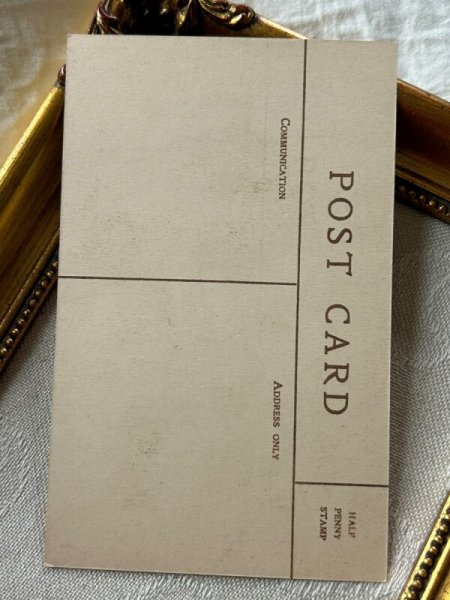 POST CARD
HALF
PENNY
STAMP
COMMUNICATION
ADDRESS ONLY